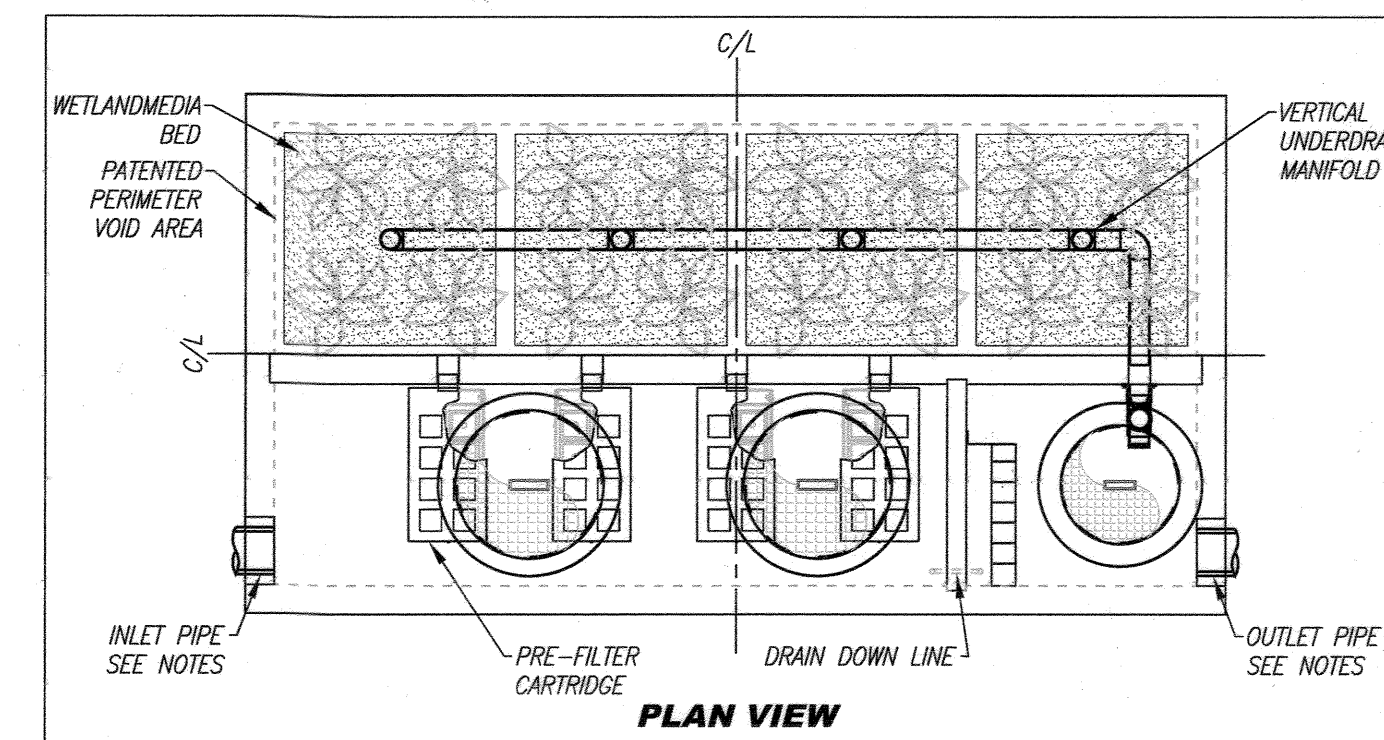 C/L
WETLANDMEDIA
BED
PATENTED
PERIMETER
VOID AREA
VERTICAL
UNDERDRA
MANIFOLD
C/L
INLET PIPE
SEE NOTES
PRE-FILTER
CARTRIDGE
DRAIN DOWN LINE
OUTLET PIPE
SEE NOTES
PLAN VIEW